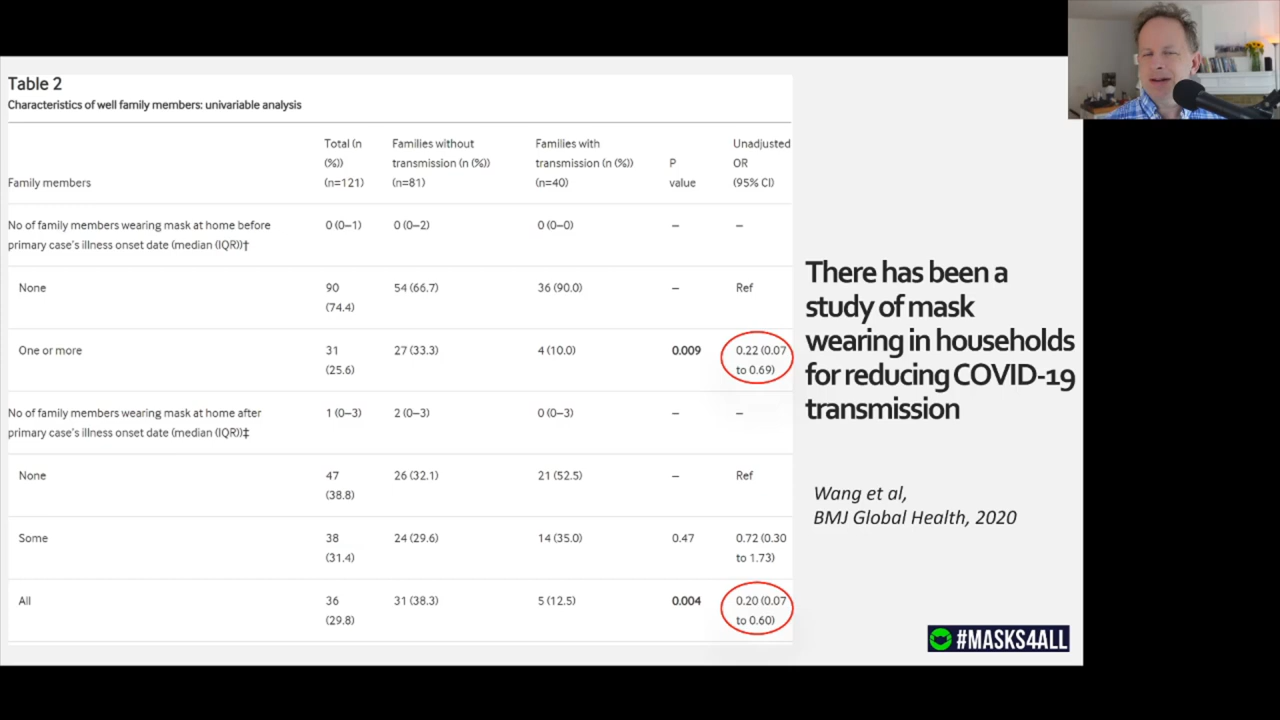 Table 2
Characteristics of well family members: univariable analysis
Family members
Total (n
(%))
(n=121)
Families without
transmission (n (%))
(n=81)
Families with
transmission (n (%))
(n=40)
P
value
Unadjusted
OR
(95% CI)
No of family members wearing mask at home before
primary case's illness onset date (median (IQR))†
0 (0–1)
0 (0–2)
0 (0–0)
–
–
None
90
(74.4)
54 (66.7)
36 (90.0)
–
Ref
One or more
31
(25.6)
27 (33.3)
4 (10.0)
0.009
0.22 (0.07
to 0.69)
No of family members wearing mask at home after
primary case's illness onset date (median (IQR))‡
1 (0–3)
2 (0–3)
0 (0–3)
–
–
None
47
(38.8)
26 (32.1)
21 (52.5)
–
Ref
Some
38
(31.4)
24 (29.6)
14 (35.0)
0.47
0.72 (0.30
to 1.73)
All
36
(29.8)
31 (38.3)
5 (12.5)
0.004
0.20 (0.07
to 0.60)
There has been a
study of mask
wearing in households
for reducing COVID-19
transmission
Wang et al,
BMJ Global Health, 2020
#MASKS4ALL